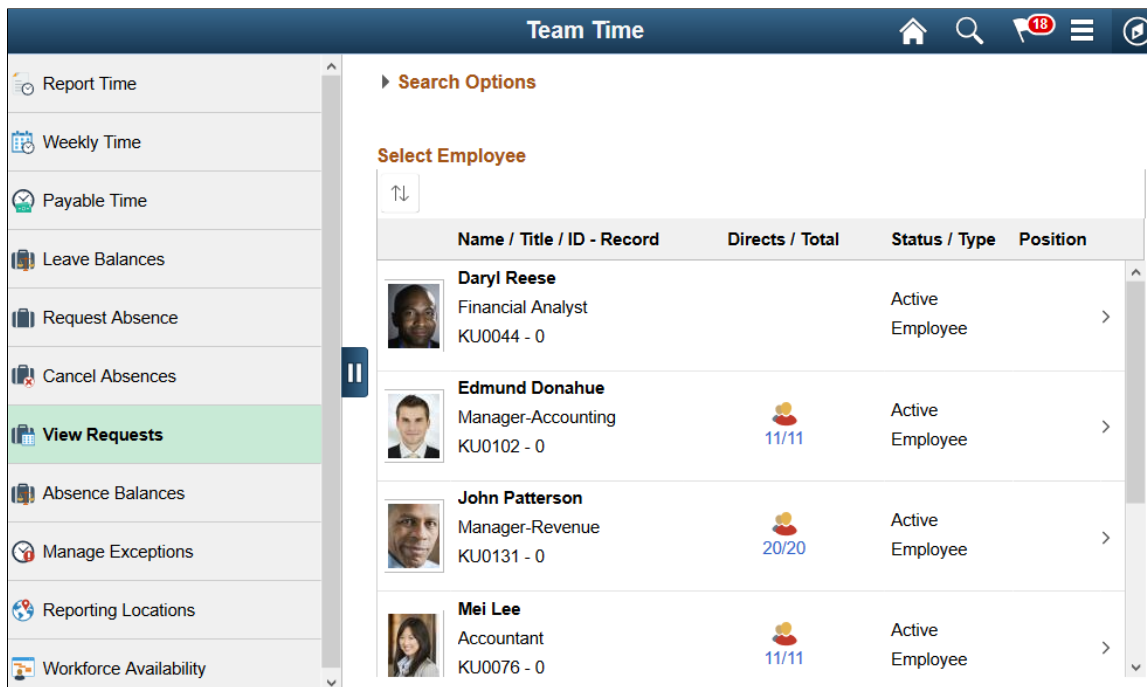 Team Time
18
Report Time
Weekly Time
Payable Time
Leave Balances
Request Absence
Cancel Absences
View Requests
Absence Balances
Manage Exceptions
Reporting Locations
Workforce Availability
Search Options
Select Employee
Name / Title / ID - Record Directs / Total Status / Type Position
Daryl Reese
Financial Analyst
KU0044 - 0
Active
Employee
Edmund Donahue
Manager-Accounting
KU0102 - 0
11/11
Active
Employee
John Patterson
Manager-Revenue
KU0131 - 0
20/20
Active
Employee
Mei Lee
Accountant
KU0076 - 0
11/11
Active
Employee